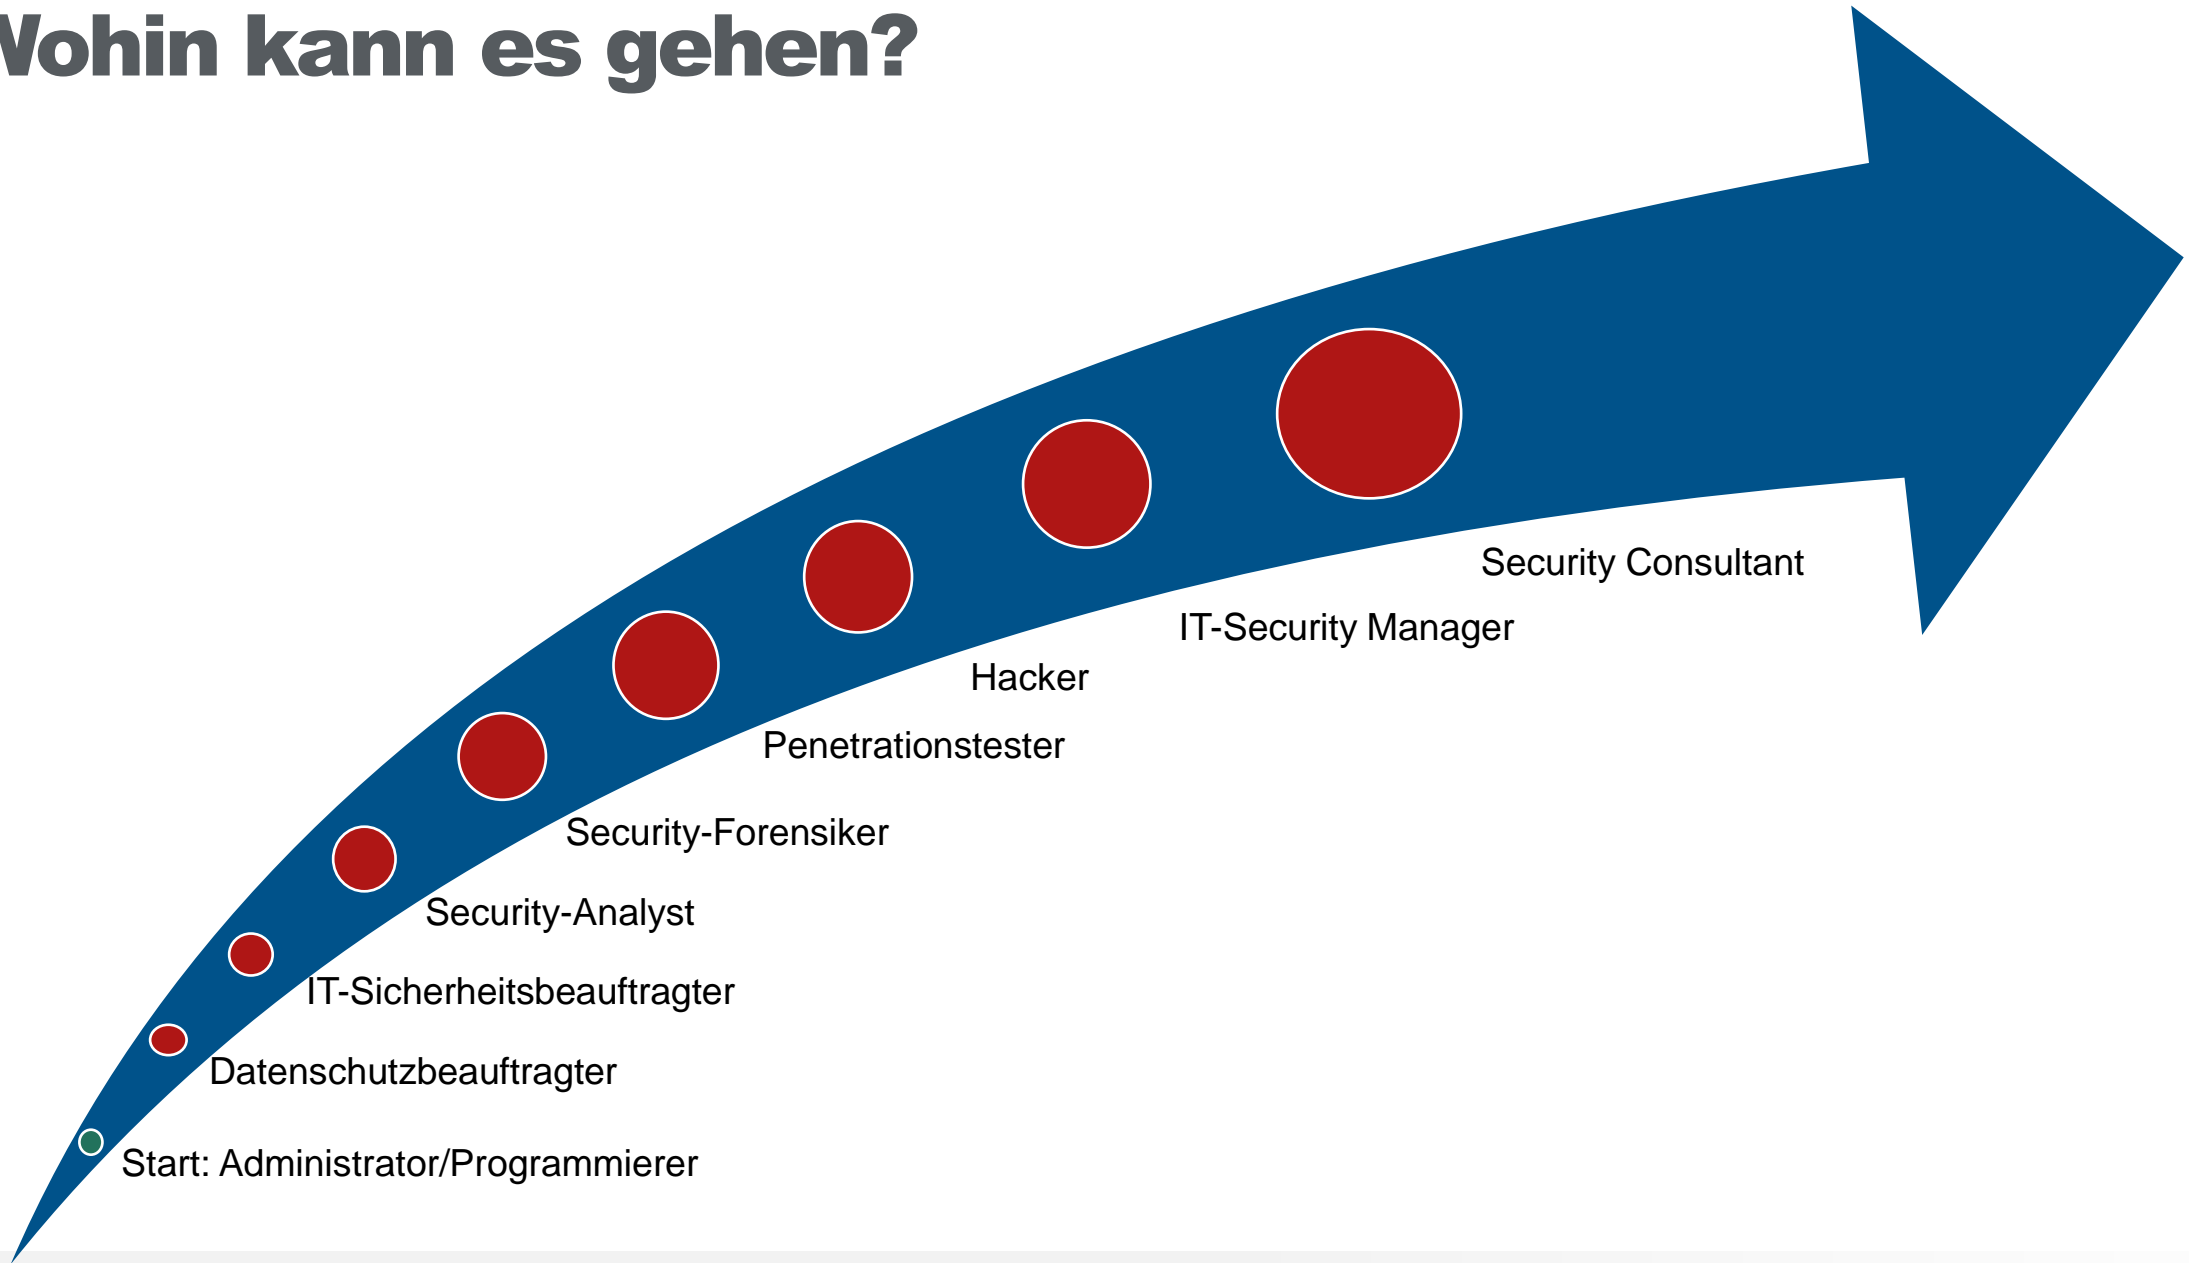 Wohin kann es gehen?
Security Consultant
IT-Security Manager
Hacker
Penetrationstester
Security-Forensiker
Security-Analyst
IT-Sicherheitsbeauftragter
Datenschutzbeauftragter
Start: Administrator/Programmierer